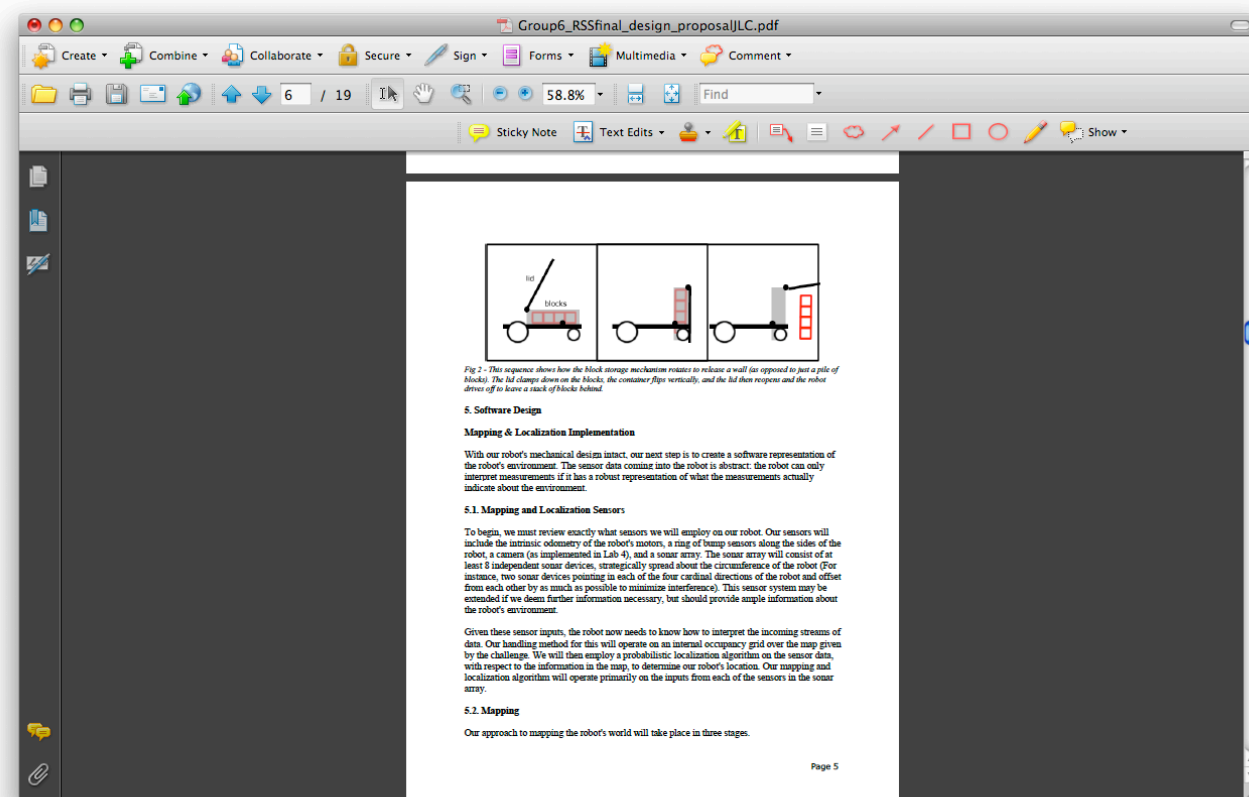 Group6_RSSfinal_design_proposalJLC.pdf
Create Combine Collaborate Secure Sign Forms Multimedia Comment
6 / 19 58.8% Find
Sticky Note Text Edits Show
lid
blocks
Fig 2 - This sequence shows how the block storage mechanism rotates to release a wall (as opposed to just a pile of
blocks). The lid clamps down on the blocks, the container flips vertically, and the lid then reopens and the robot
drives off to leave a stack of blocks behind.
5. Software Design
Mapping & Localization Implementation
With our robot's mechanical design intact, our next step is to create a software representation of
the robot's environment. The sensor data coming into the robot is abstract: the robot can only
interpret measurements if it has a robust representation of what the measurements actually
indicate about the environment.
5.1. Mapping and Localization Sensors
To begin, we must review exactly what sensors we will employ on our robot. Our sensors will
include the intrinsic odometry of the robot's motors, a ring of bump sensors along the sides of the
robot, a camera (as implemented in Lab 4), and a sonar array. The sonar array will consist of at
least 8 independent sonar devices, strategically spread about the circumference of the robot (For
instance, two sonar devices pointing in each of the four cardinal directions of the robot and offset
from each other by as much as possible to minimize interference). This sensor system may be
extended if we deem further information necessary, but should provide ample information about
the robot's environment.
Given these sensor inputs, the robot now needs to know how to interpret the incoming streams of
data. Our handling method for this will operate on an internal occupancy grid over the map given
by the challenge. We will then employ a probabilistic localization algorithm on the sensor data,
with respect to the information in the map, to determine our robot's location. Our mapping and
localization algorithm will operate primarily on the inputs from each of the sensors in the sonar
array.
5.2. Mapping
Our approach to mapping the robot's world will take place in three stages.
Page 5